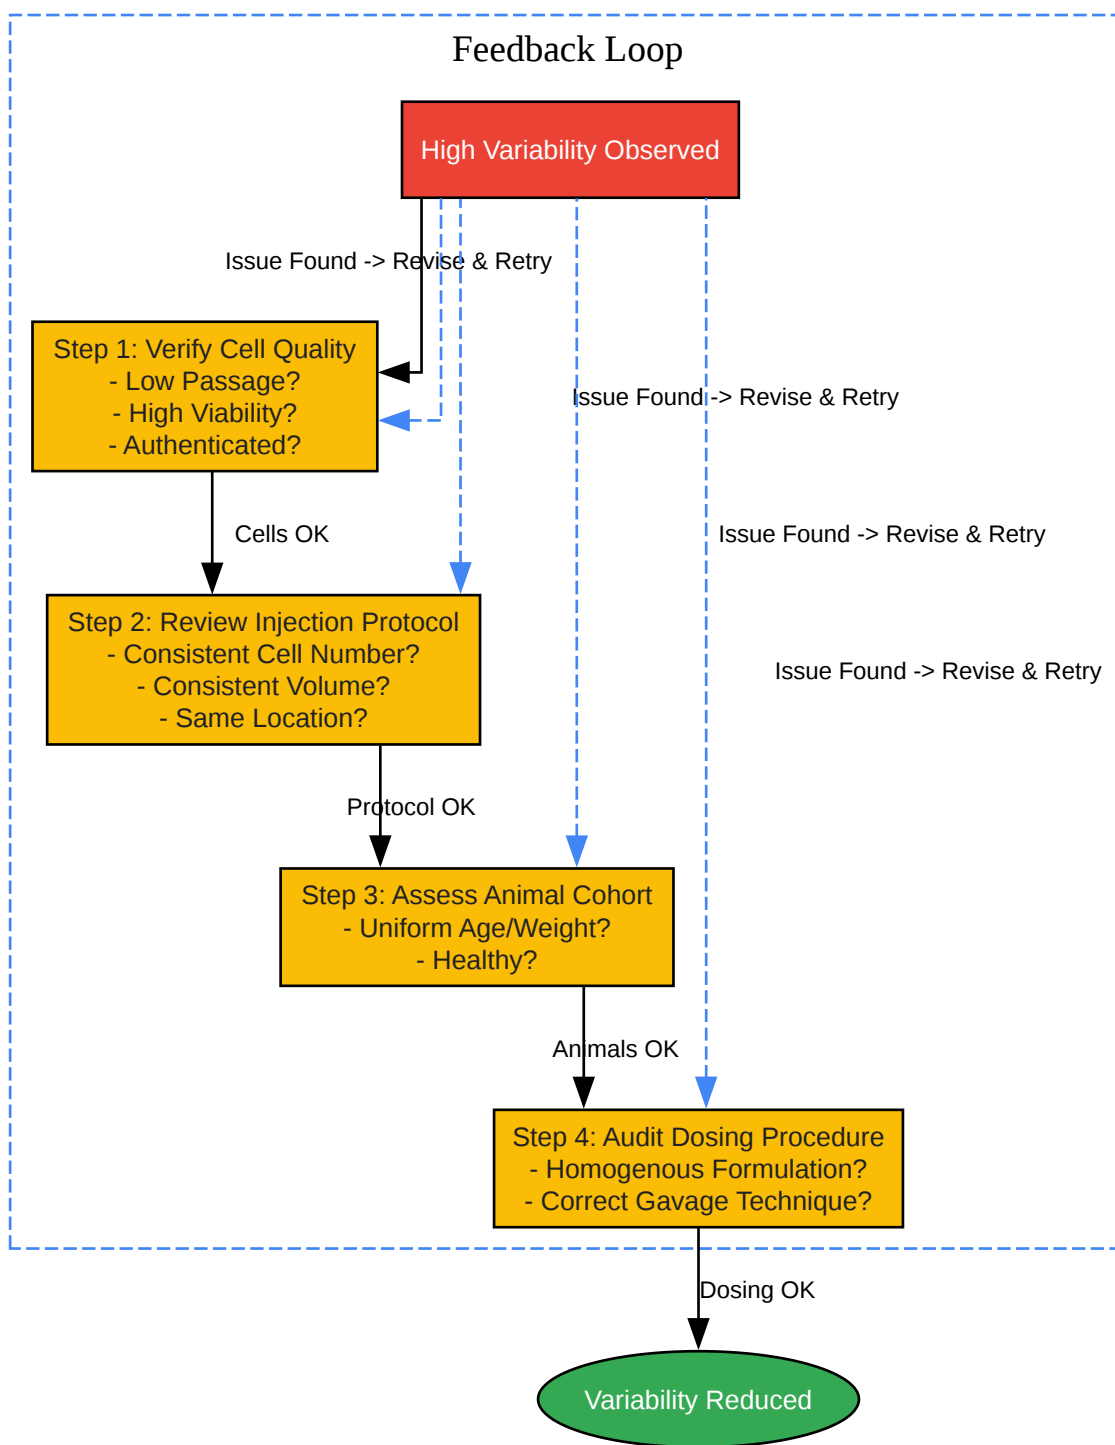 Feedback Loop
High Variability Observed
Issue Found -> Revise & Retry
Step 1: Verify Cell Quality
- Low Passage?
- High Viability?
- Authenticated?
Issue Found -> Revise & Retry
Cells OK
Issue Found -> Revise & Retry
Step 2: Review Injection Protocol
- Consistent Cell Number?
- Consistent Volume?
- Same Location?
Issue Found -> Revise & Retry
Protocol OK
Step 3: Assess Animal Cohort
- Uniform Age/Weight?
- Healthy?
Animals OK
Step 4: Audit Dosing Procedure
- Homogenous Formulation?
- Correct Gavage Technique?
Dosing OK
Variability Reduced